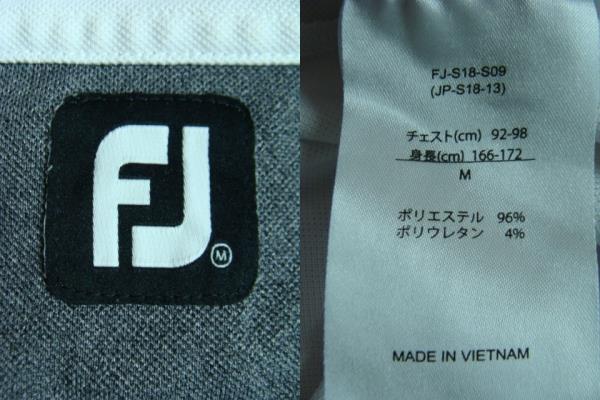 FJ
M
FJ-S18-S09
(JP-S18-13)
チェスト(cm) 92-98
身長(cm) 166-172
M
ポリエステル 96%
ポリウレタン 4%
MADE IN VIETNAM